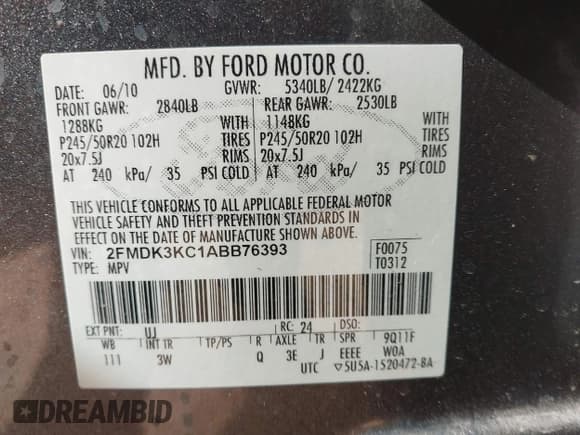 MFD. BY FORD MOTOR CO.
DATE: 06/10 GVWR: 5340LB/ 2422KG
FRONT GAWR: 2840LB REAR GAWR: 2530LB
1288KG WITH 1148KG WITH
P245/50R20 102H TIRES P245/50R20 102H TIRES
20x7.5J RIMS 20x7.5J RIMS
AT 240 kPa/ 35 PSI COLD AT 240 kPa/ 35 PSI COLD
THIS VEHICLE CONFORMS TO ALL APPLICABLE FEDERAL MOTOR
VEHICLE SAFETY AND THEFT PREVENTION STANDARDS IN
EFFECT ON THE DATE OF MANUFACTURE SHOWN ABOVE.
VIN: 2FMDK3KC1ABB76393 F0075
TYPE: MPV T0312
EXT PNT: UJ RC: 24 DSO:
WB INT TR TP/PS R AXLE TR SPR 9Q11F
111 3W Q 3E J EEEE W0A
UTC ▽5U5A-1520472-BA
DREAMBID